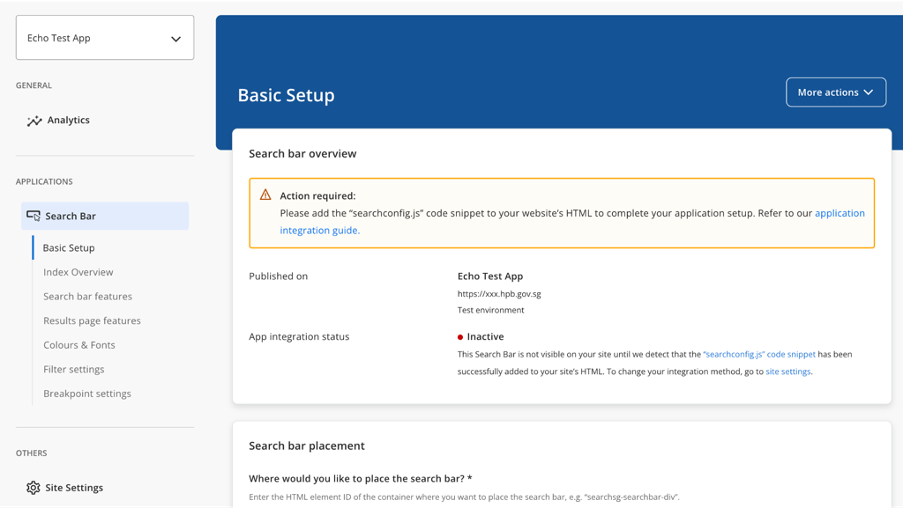 Echo Test App
GENERAL
Analytics
APPLICATIONS
Search Bar
Basic Setup
Index Overview
Search bar features
Results page features
Colours & Fonts
Filter settings
Breakpoint settings
OTHERS
Site Settings
Basic Setup
More actions
Search bar overview
Action required:
Please add the “searchconfig.js” code snippet to your website’s HTML to complete your application setup. Refer to our application
integration guide.
Published on
Echo Test App
https://xxx.hpb.gov.sg
Test environment
App integration status
Inactive
This Search Bar is not visible on your site until we detect that the “searchconfig.js” code snippet has been
successfully added to your site’s HTML. To change your integration method, go to site settings.
Search bar placement
Where would you like to place the search bar? *
Enter the HTML element ID of the container where you want to place the search bar, e.g. “searchsg-searchbar-div”.